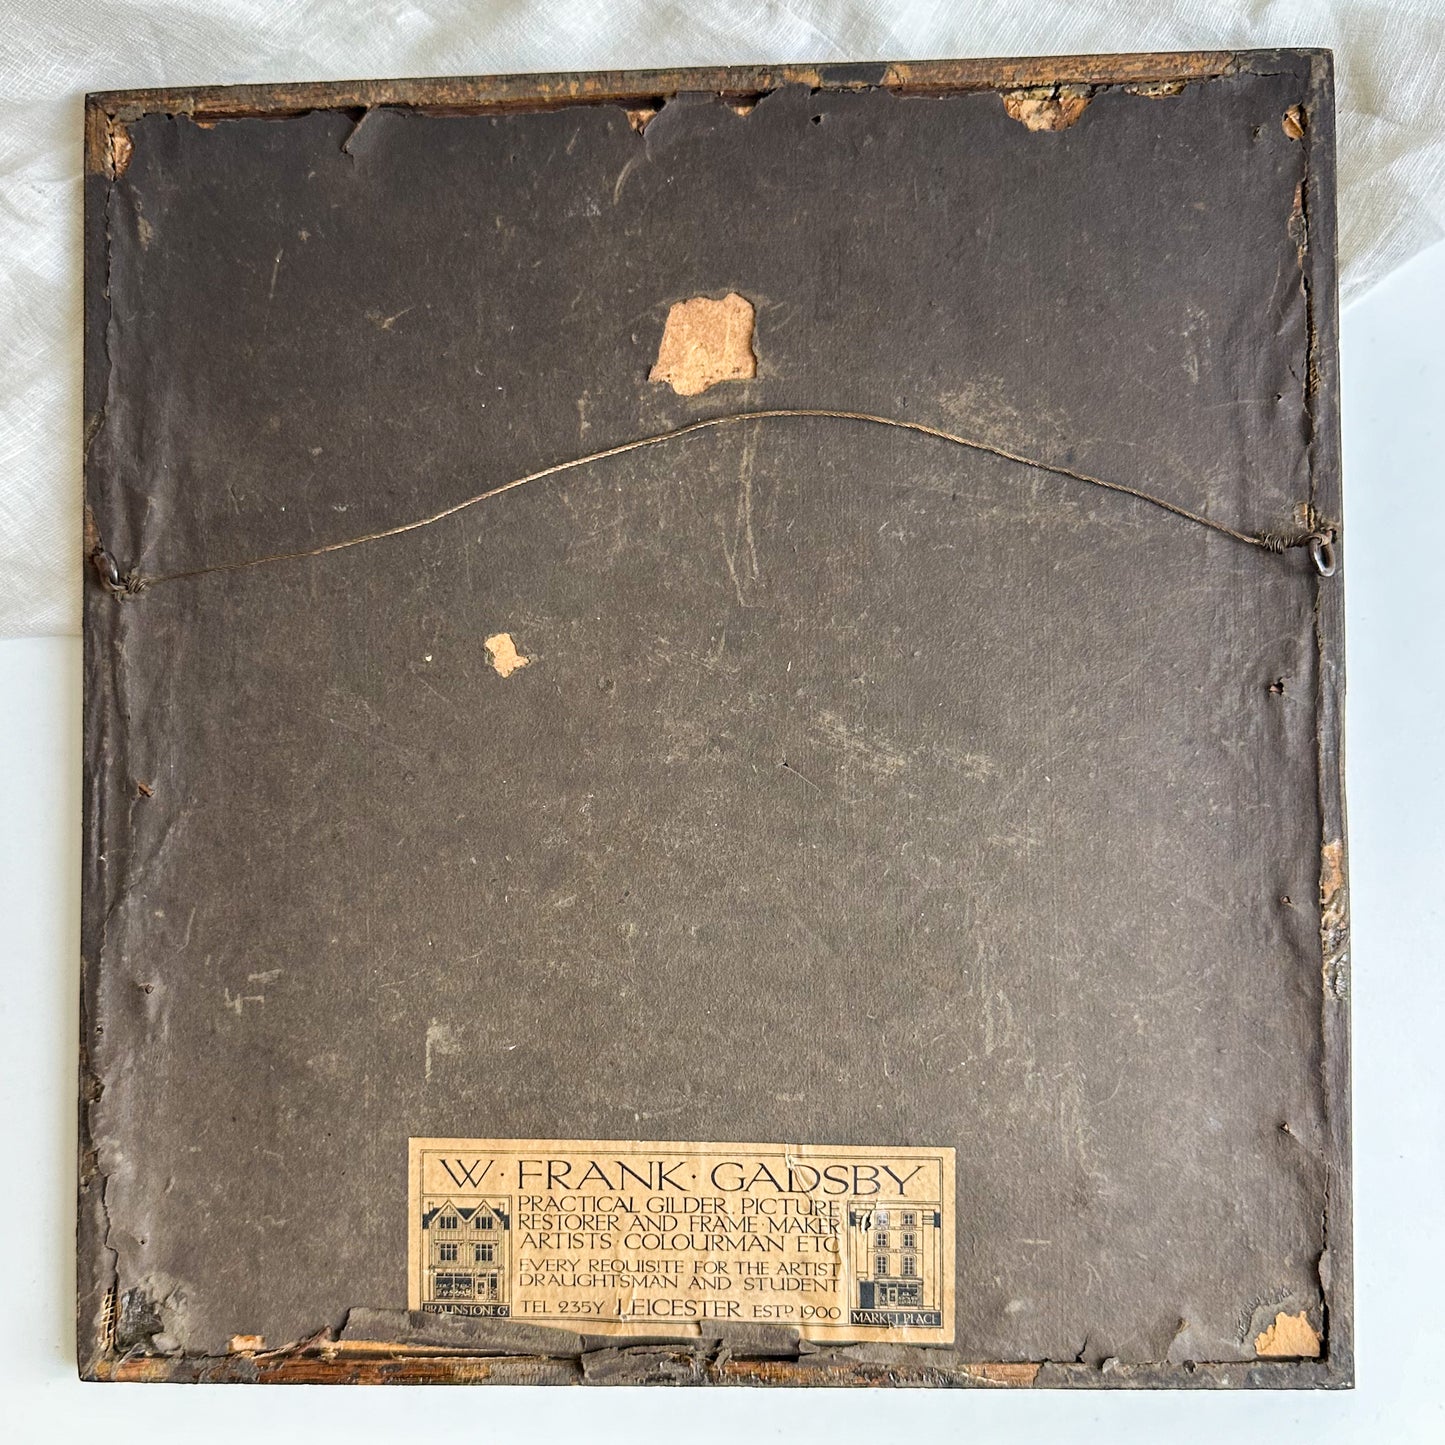 W · FRANK · GADSBY
PRACTICAL GILDER. PICTURE
RESTORER AND FRAME · MAKER
ARTISTS · COLOURMAN ETC
EVERY REQUISITE FOR THE ARTIST
DRAUGHTSMAN AND STUDENT
TEL 235Y LEICESTER ESTD 1900
BRAUNSTONE GT
MARKET PLACE